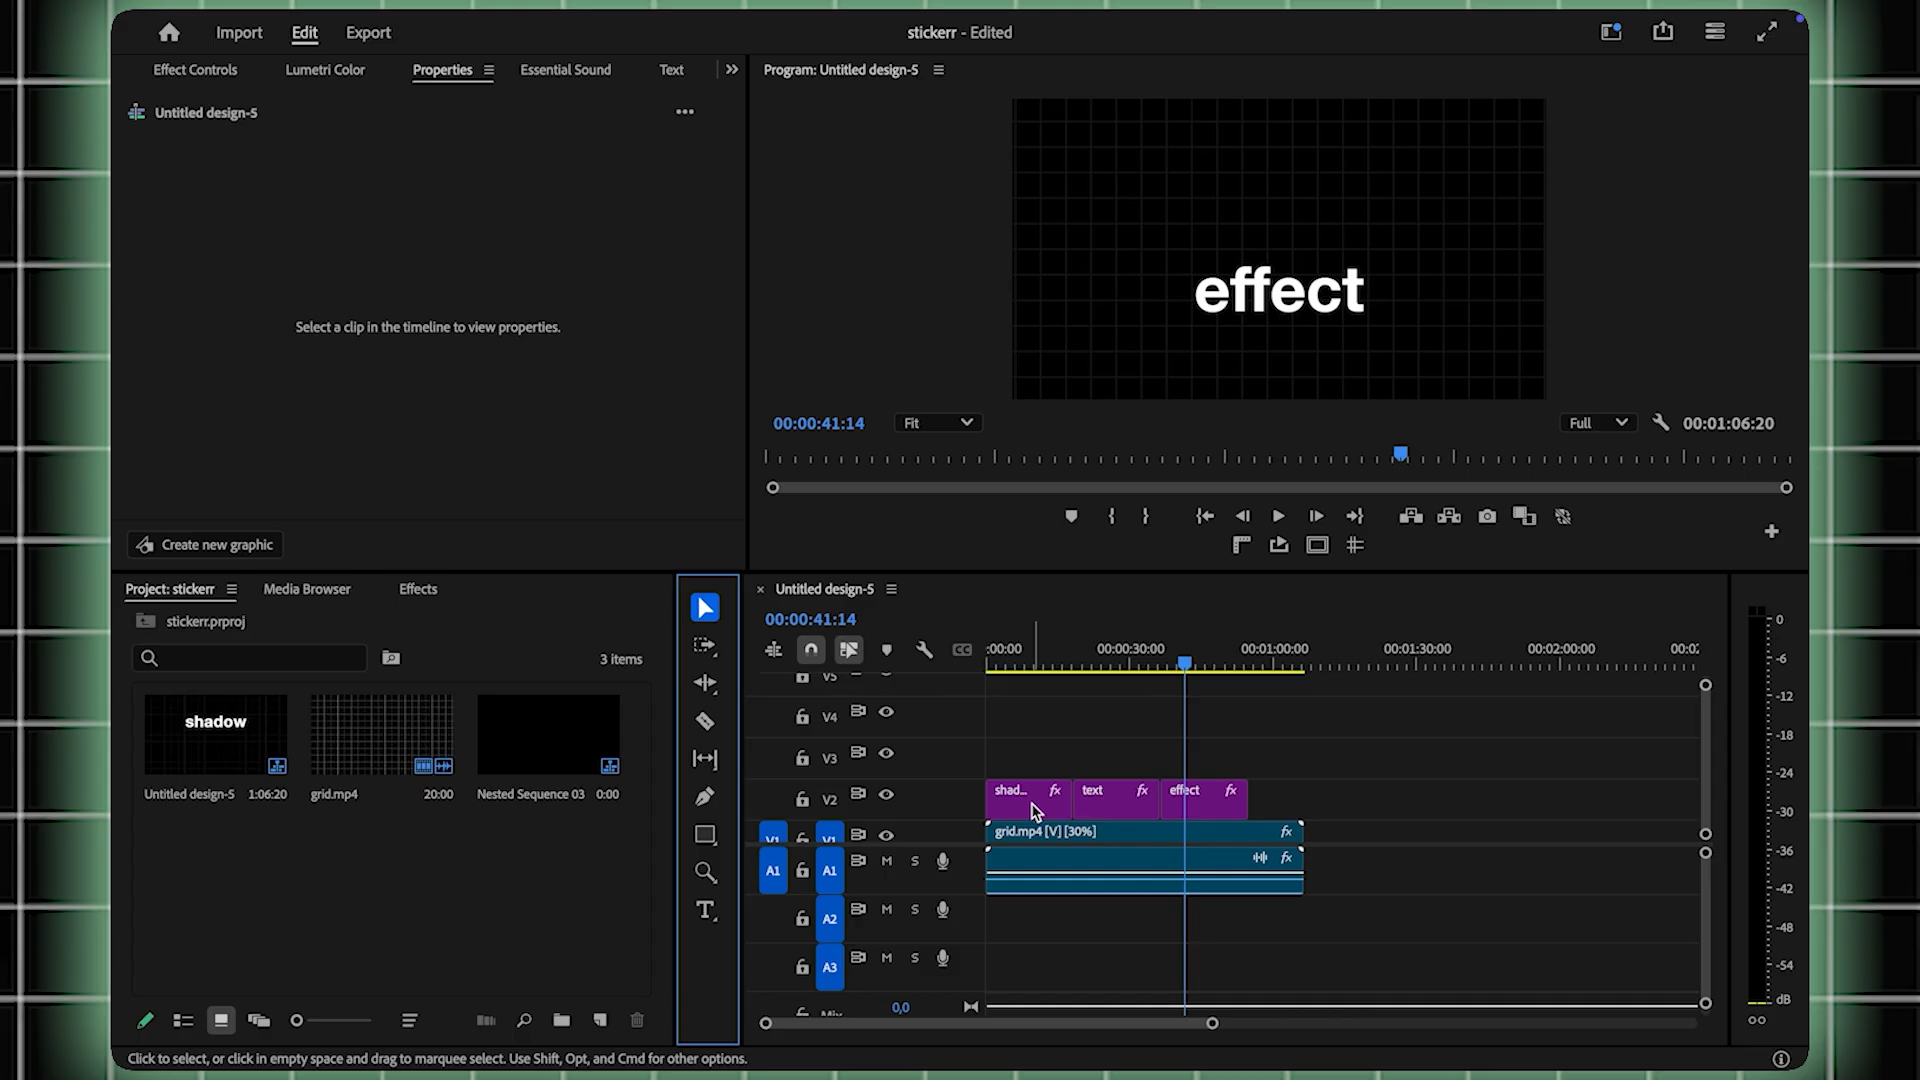 Import Edit Export
stickerr - Edited
Effect Controls Lumetri Color Properties Essential Sound Text
Program: Untitled design-5
Untitled design-5
effect
Select a clip in the timeline to view properties.
00:00:41:14 Fit Full 00:01:06:20
Create new graphic
Project: stickerr Media Browser Effects
stickerr.prproj
3 items
shadow
Untitled design-5 1:06:20
grid.mp4 20:00
Nested Sequence 03 0:00
T
× Untitled design-5
00:00:41:14
CC
:00:00 00:00:30:00 00:01:00:00 00:01:30:00 00:02:00:00 00:02:
V5
V4
V3
V2
shad... fx text fx effect fx
V1 V1
grid.mp4 [V] [30%] fx
A1 A1 M S fx
A2 M S
A3 M S
Mix 0,0
0
-6
-12
-18
-24
-30
-36
-42
-48
-54
dB
Click to select, or click in empty space and drag to marquee select. Use Shift, Opt, and Cmd for other options.